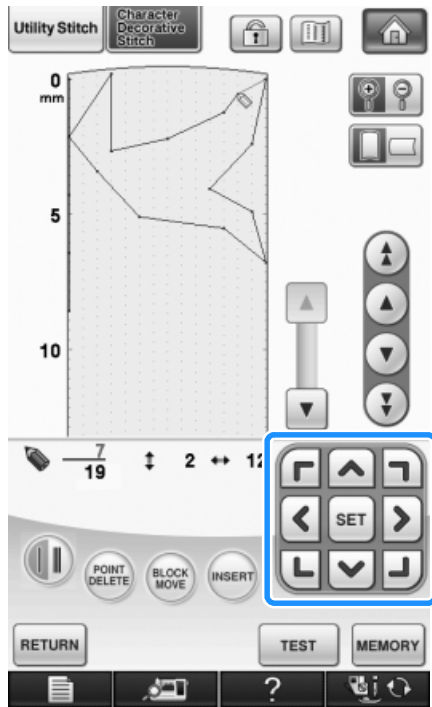 Utility Stitch
Character
Decorative
Stitch
0
mm
5
10
7
19
2
SET
POINT
DELETE
BLOCK
MOVE
INSERT
RETURN
TEST
MEMORY
?